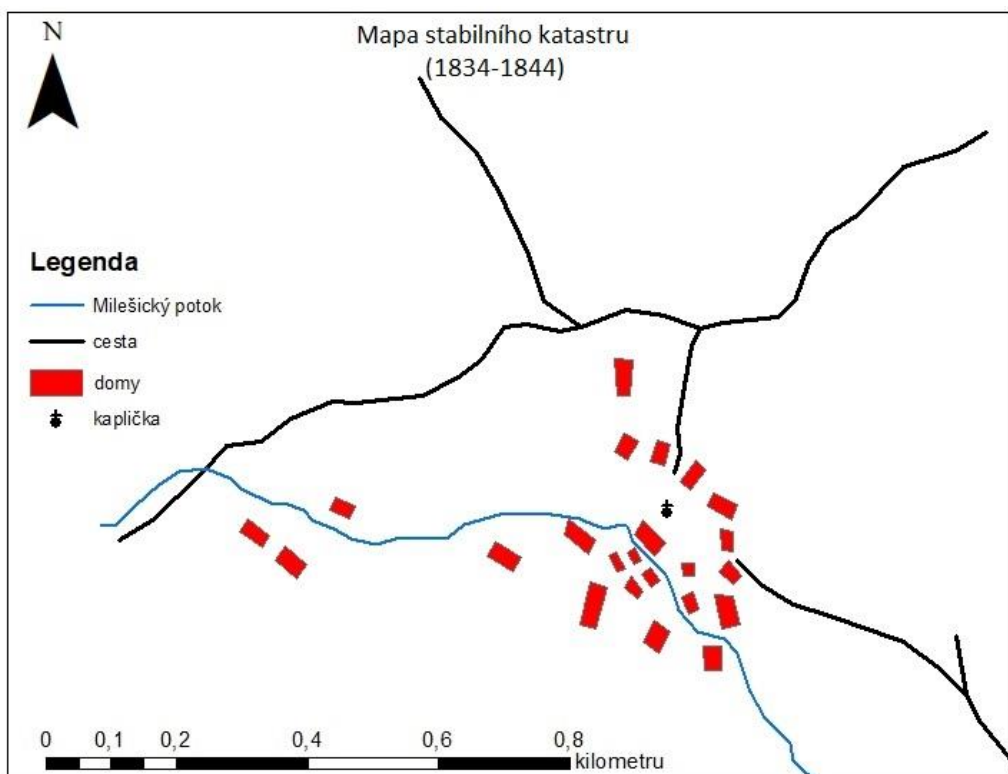 N
Mapa stabilního katastru
(1834-1844)
Legenda
Milešický potok
cesta
domy
kaplička
0 0,1 0,2 0,4 0,6 0,8
kilometru